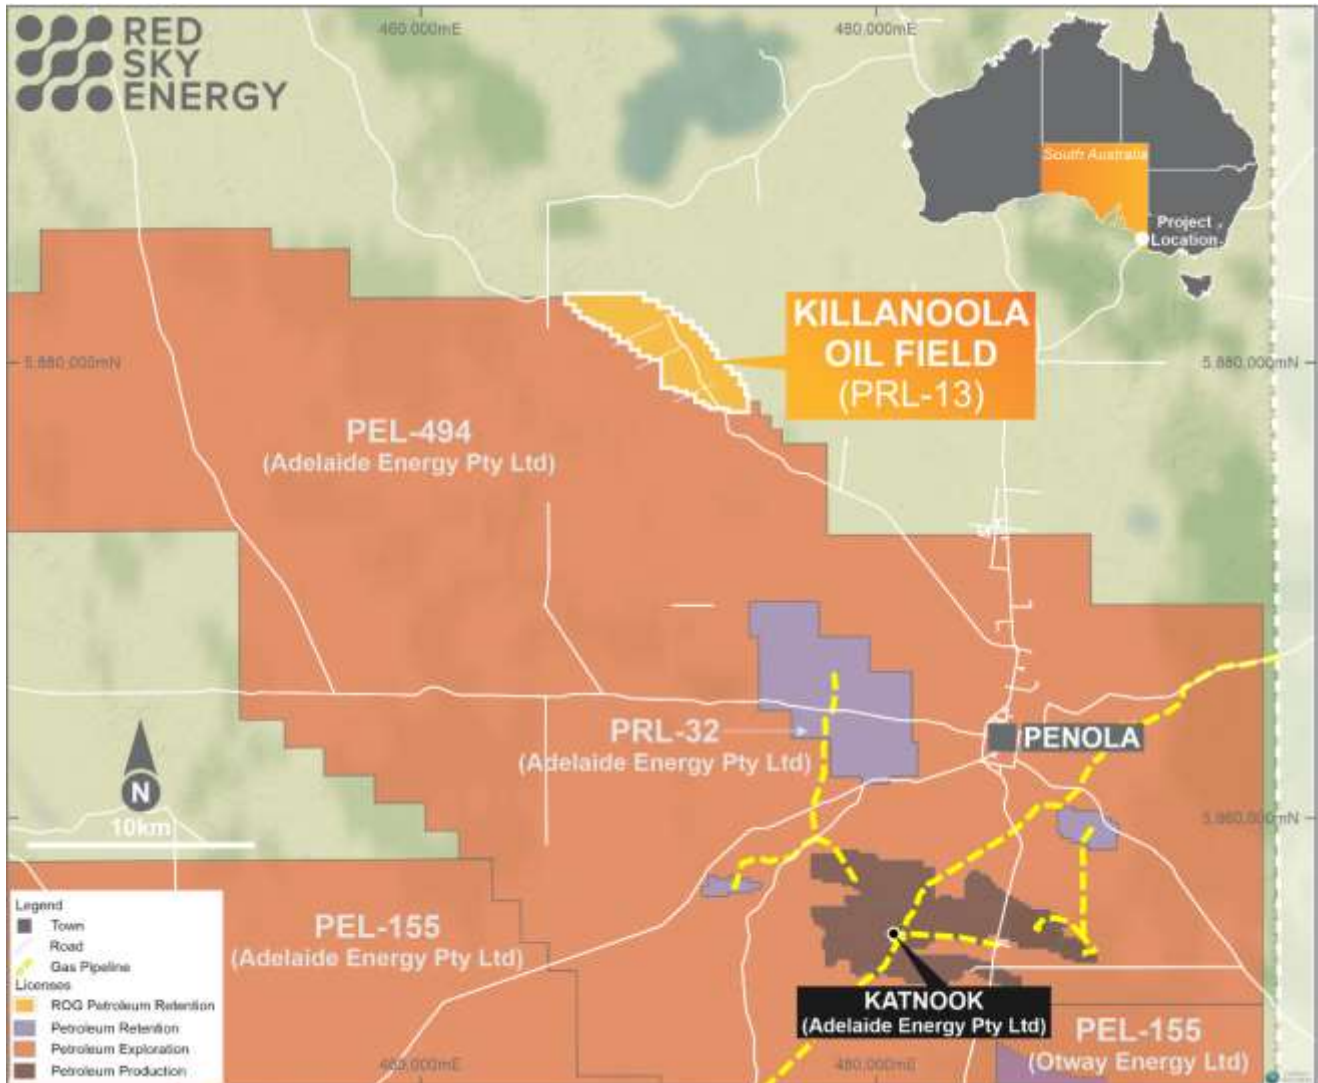 RED
SKY
ENERGY
460,000mE
480,000mE
South Australia
Project
Location
KILLANOOLA
OIL FIELD
(PRL-13)
5,880,000mN
5,880,000mN
PEL-494
(Adelaide Energy Pty Ltd)
PRL-32
(Adelaide Energy Pty Ltd)
PENOLA
N
10km
5,860,000mN
Legend
Town
Road
Gas Pipeline
Licenses
ROG Petroleum Retention
Petroleum Retention
Petroleum Exploration
Petroleum Production
PEL-155
(Adelaide Energy Pty Ltd)
KATNOOK
(Adelaide Energy Pty Ltd)
PEL-155
(Otway Energy Ltd)
460,000mE
480,000mE